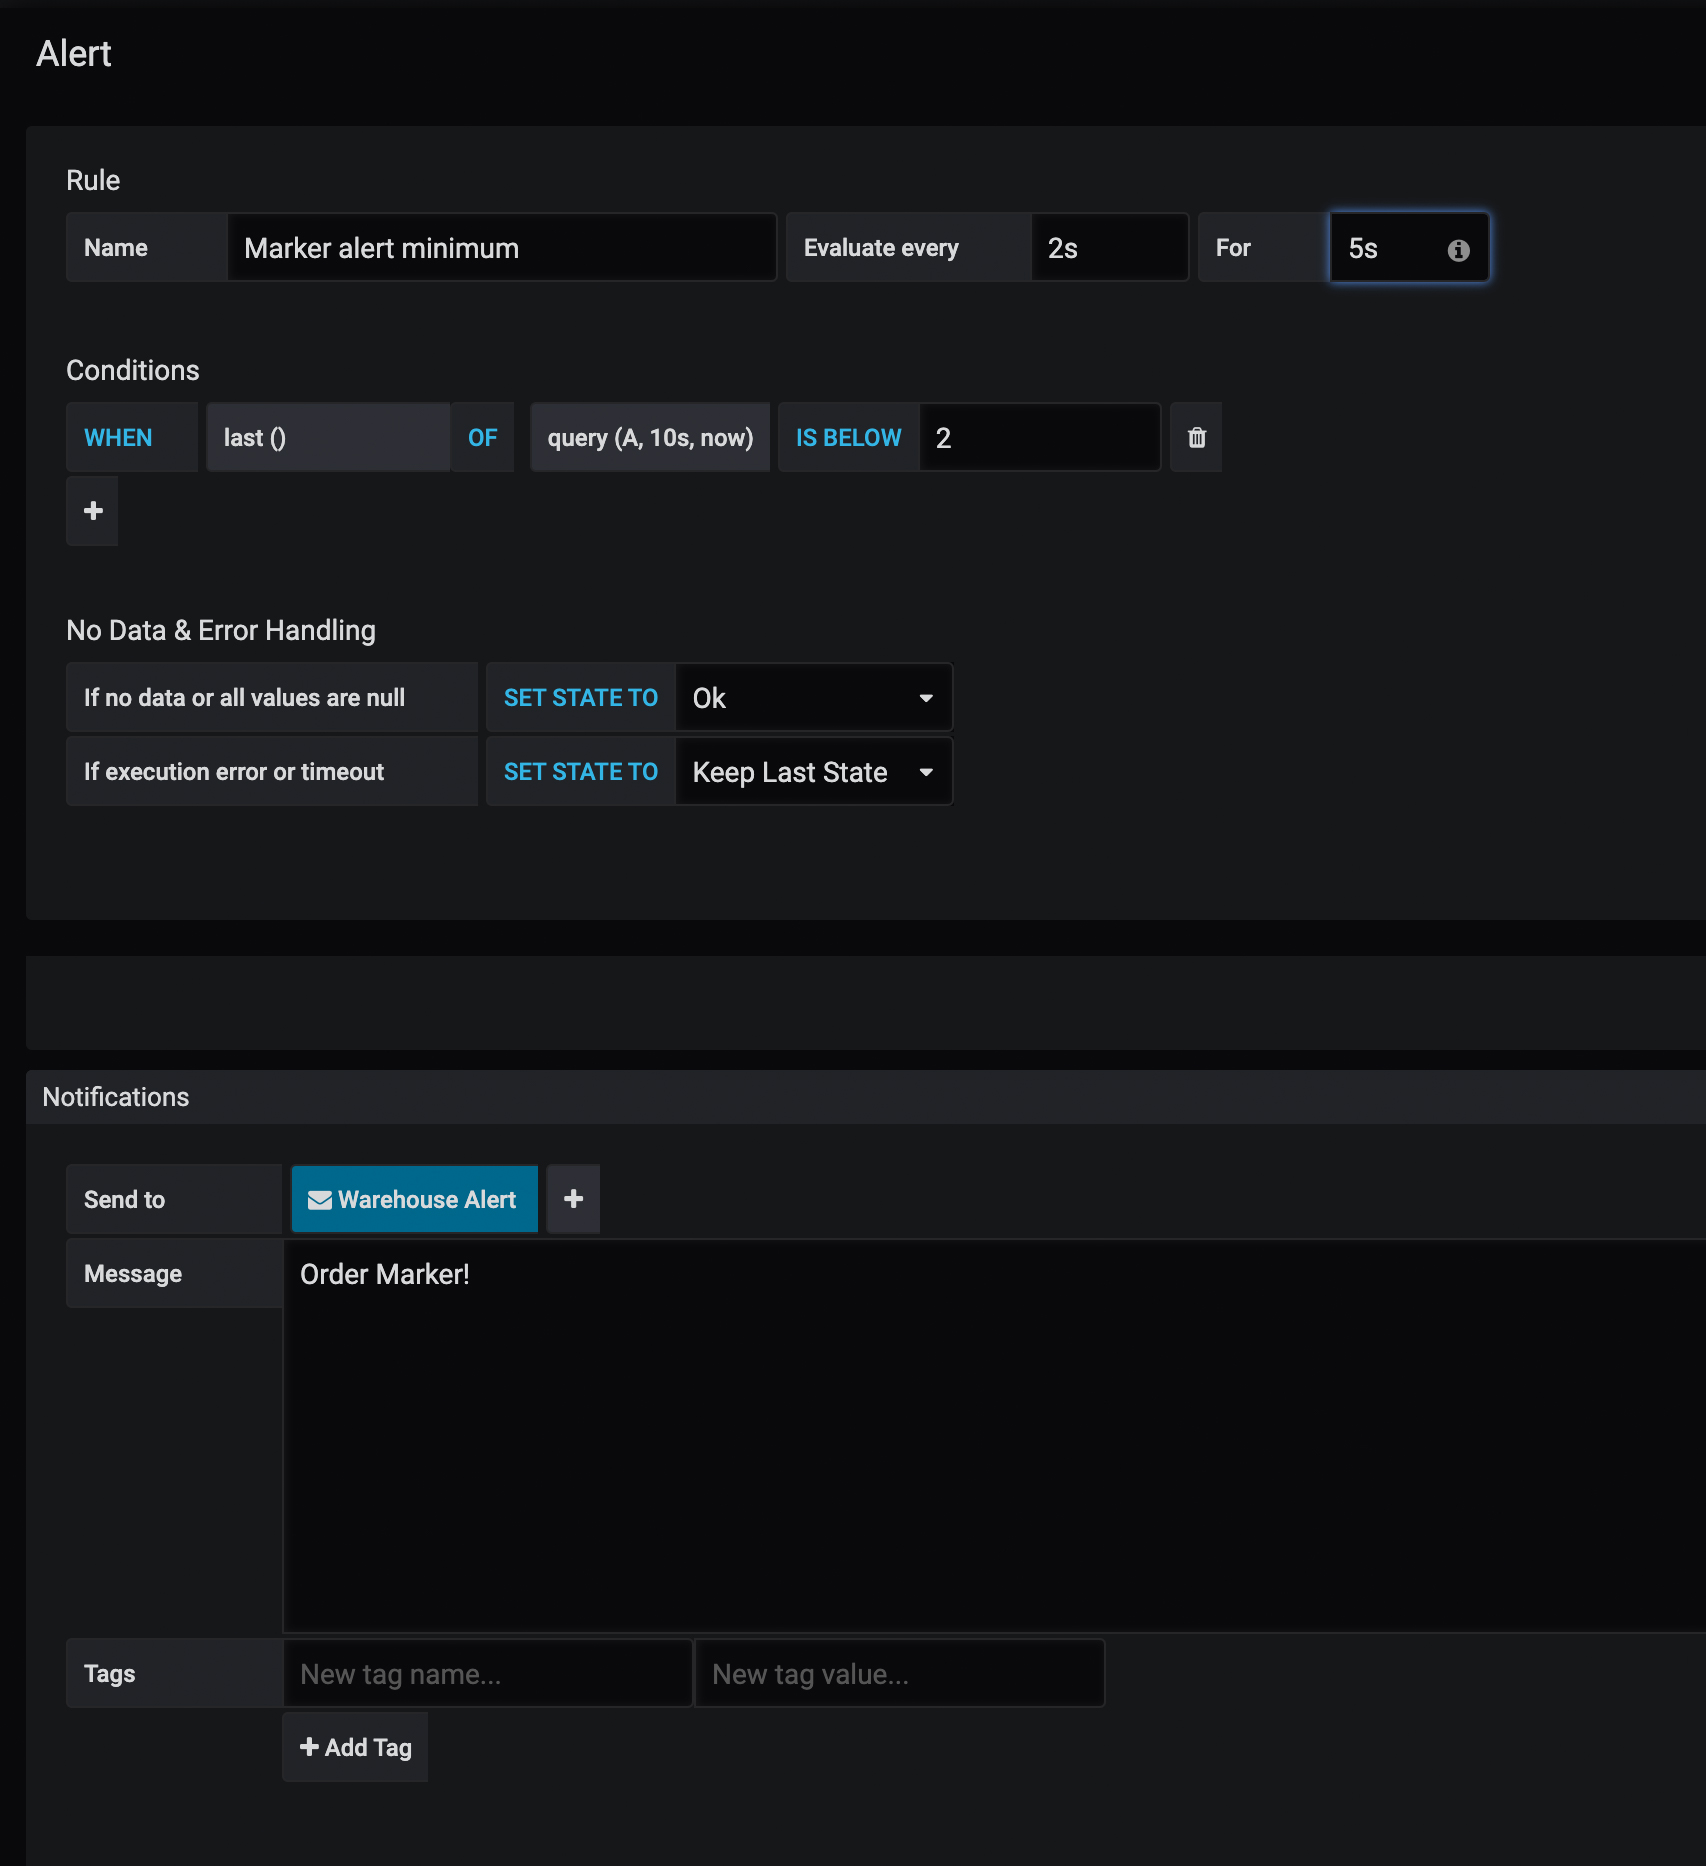 Alert
Rule
Name Marker alert minimum Evaluate every 2s For 5s
Conditions
WHEN last () OF query (A, 10s, now) IS BELOW 2
No Data & Error Handling
If no data or all values are null SET STATE TO Ok
If execution error or timeout SET STATE TO Keep Last State
Notifications
Send to Warehouse Alert
Message Order Marker!
Tags New tag name... New tag value...
Add Tag